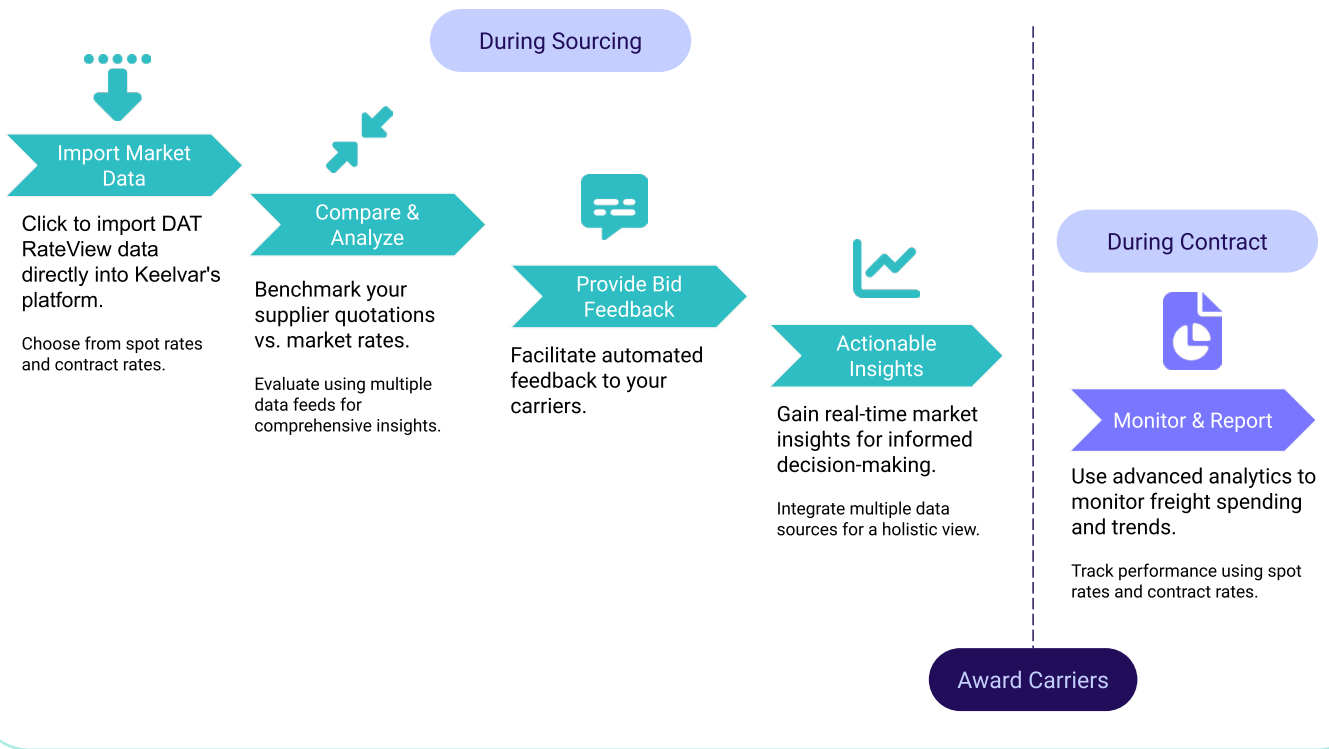 During Sourcing
Import Market
Data
Click to import DAT
RateView data
directly into Keelvar's
platform.
Choose from spot rates
and contract rates.
Compare &
Analyze
Benchmark your
supplier quotations
vs. market rates.
Evaluate using multiple
data feeds for
comprehensive insights.
Provide Bid
Feedback
Facilitate automated
feedback to your
carriers.
Actionable
Insights
Gain real-time market
insights for informed
decision-making.
Integrate multiple data
sources for a holistic view.
During Contract
Monitor & Report
Use advanced analytics to
monitor freight spending
and trends.
Track performance using spot
rates and contract rates.
Award Carriers